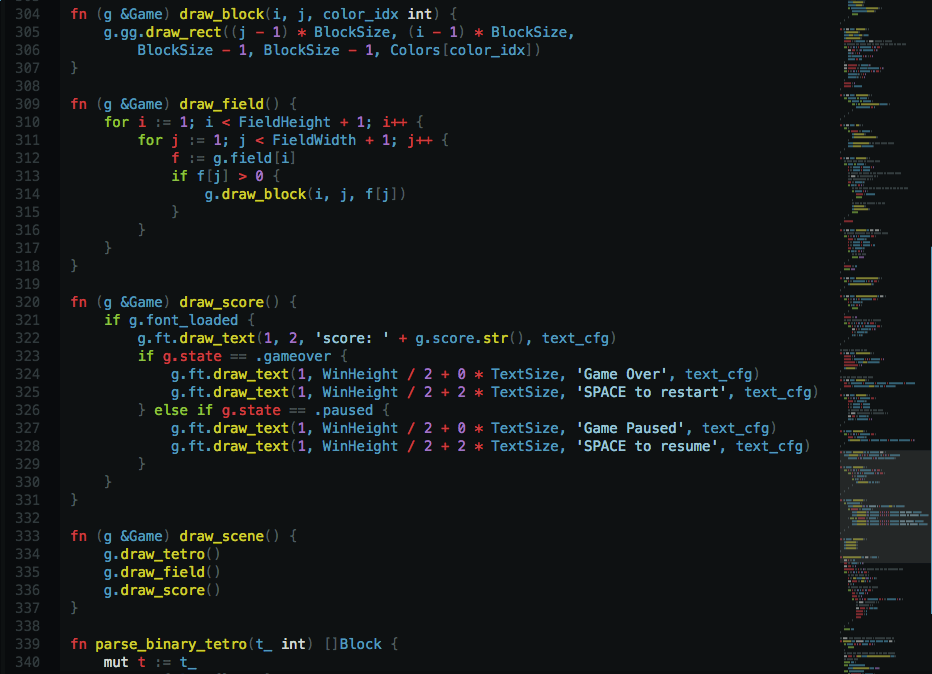 304 fn (g &Game) draw_block(i, j, color_idx int) {
305     g.gg.draw_rect((j - 1) * BlockSize, (i - 1) * BlockSize,
306         BlockSize - 1, BlockSize - 1, Colors[color_idx])
307 }
308
309 fn (g &Game) draw_field() {
310     for i := 1; i < FieldHeight + 1; i++ {
311         for j := 1; j < FieldWidth + 1; j++ {
312             f := g.field[i]
313             if f[j] > 0 {
314                 g.draw_block(i, j, f[j])
315             }
316         }
317     }
318 }
319
320 fn (g &Game) draw_score() {
321     if g.font_loaded {
322         g.ft.draw_text(1, 2, 'score: ' + g.score.str(), text_cfg)
323         if g.state == .gameover {
324             g.ft.draw_text(1, WinHeight / 2 + 0 * TextSize, 'Game Over', text_cfg)
325             g.ft.draw_text(1, WinHeight / 2 + 2 * TextSize, 'SPACE to restart', text_cfg)
326         } else if g.state == .paused {
327             g.ft.draw_text(1, WinHeight / 2 + 0 * TextSize, 'Game Paused', text_cfg)
328             g.ft.draw_text(1, WinHeight / 2 + 2 * TextSize, 'SPACE to resume', text_cfg)
329         }
330     }
331 }
332
333 fn (g &Game) draw_scene() {
334     g.draw_tetro()
335     g.draw_field()
336     g.draw_score()
337 }
338
339 fn parse_binary_tetro(t_ int) []Block {
340     mut t := t_